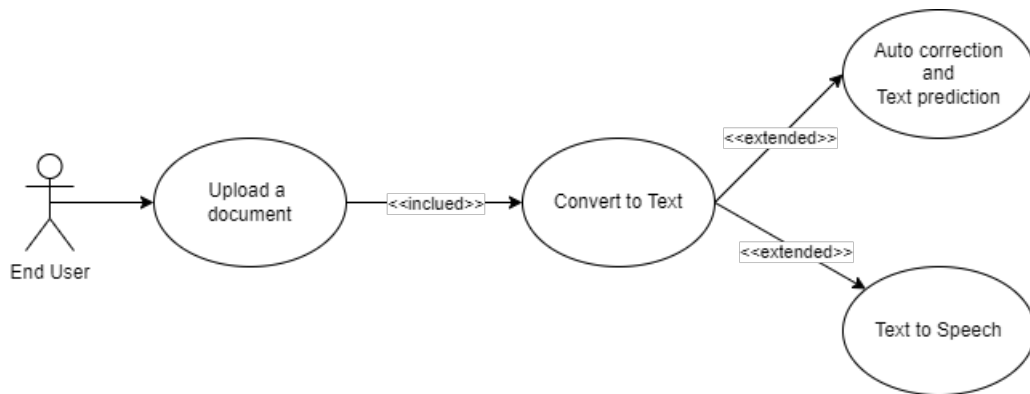 Auto correction
and
Text prediction
<<extended>>
Upload a
document
<<inclued>>
Convert to Text
<<extended>>
End User
Text to Speech